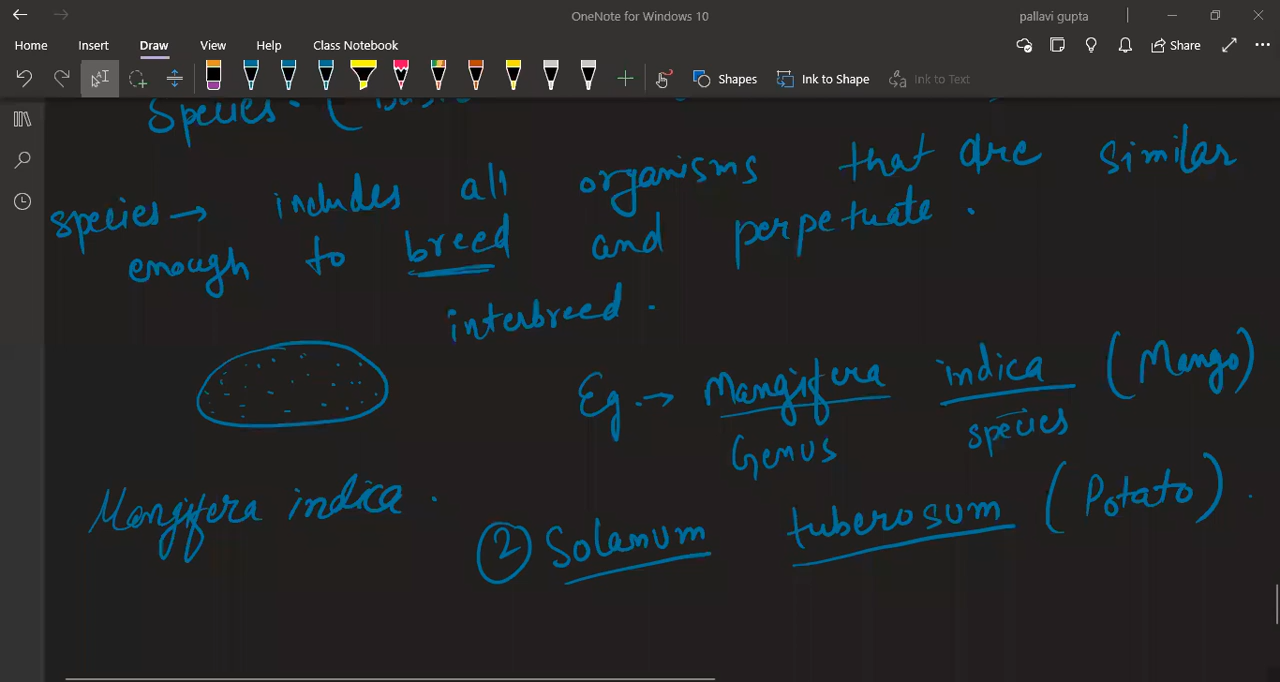 OneNote for Windows 10
pallavi gupta
Home Insert Draw View Help Class Notebook
Share
Shapes Ink to Shape Ink to Text
Species. (
species → includes all organisms that are similar
enough to breed and perpetuate.
interbreed.
Eg. → Mangifera indica (Mango)
Genus species
Mangifera indica.
② Solanum tuberosum (Potato).